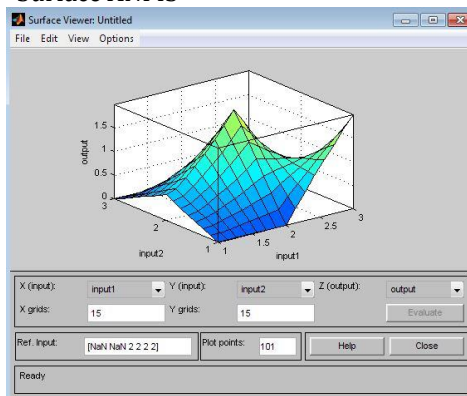 Surface Viewer: Untitled
File Edit View Options
output
1.5
1
0.5
0
3
2
1
input2
1
1.5
2
2.5
3
input1
X (input): input1 Y (input): input2 Z (output): output
X grids: 15 Y grids: 15 Evaluate
Ref. Input: [NaN NaN 2 2 2 2] Plot points: 101 Help Close
Ready